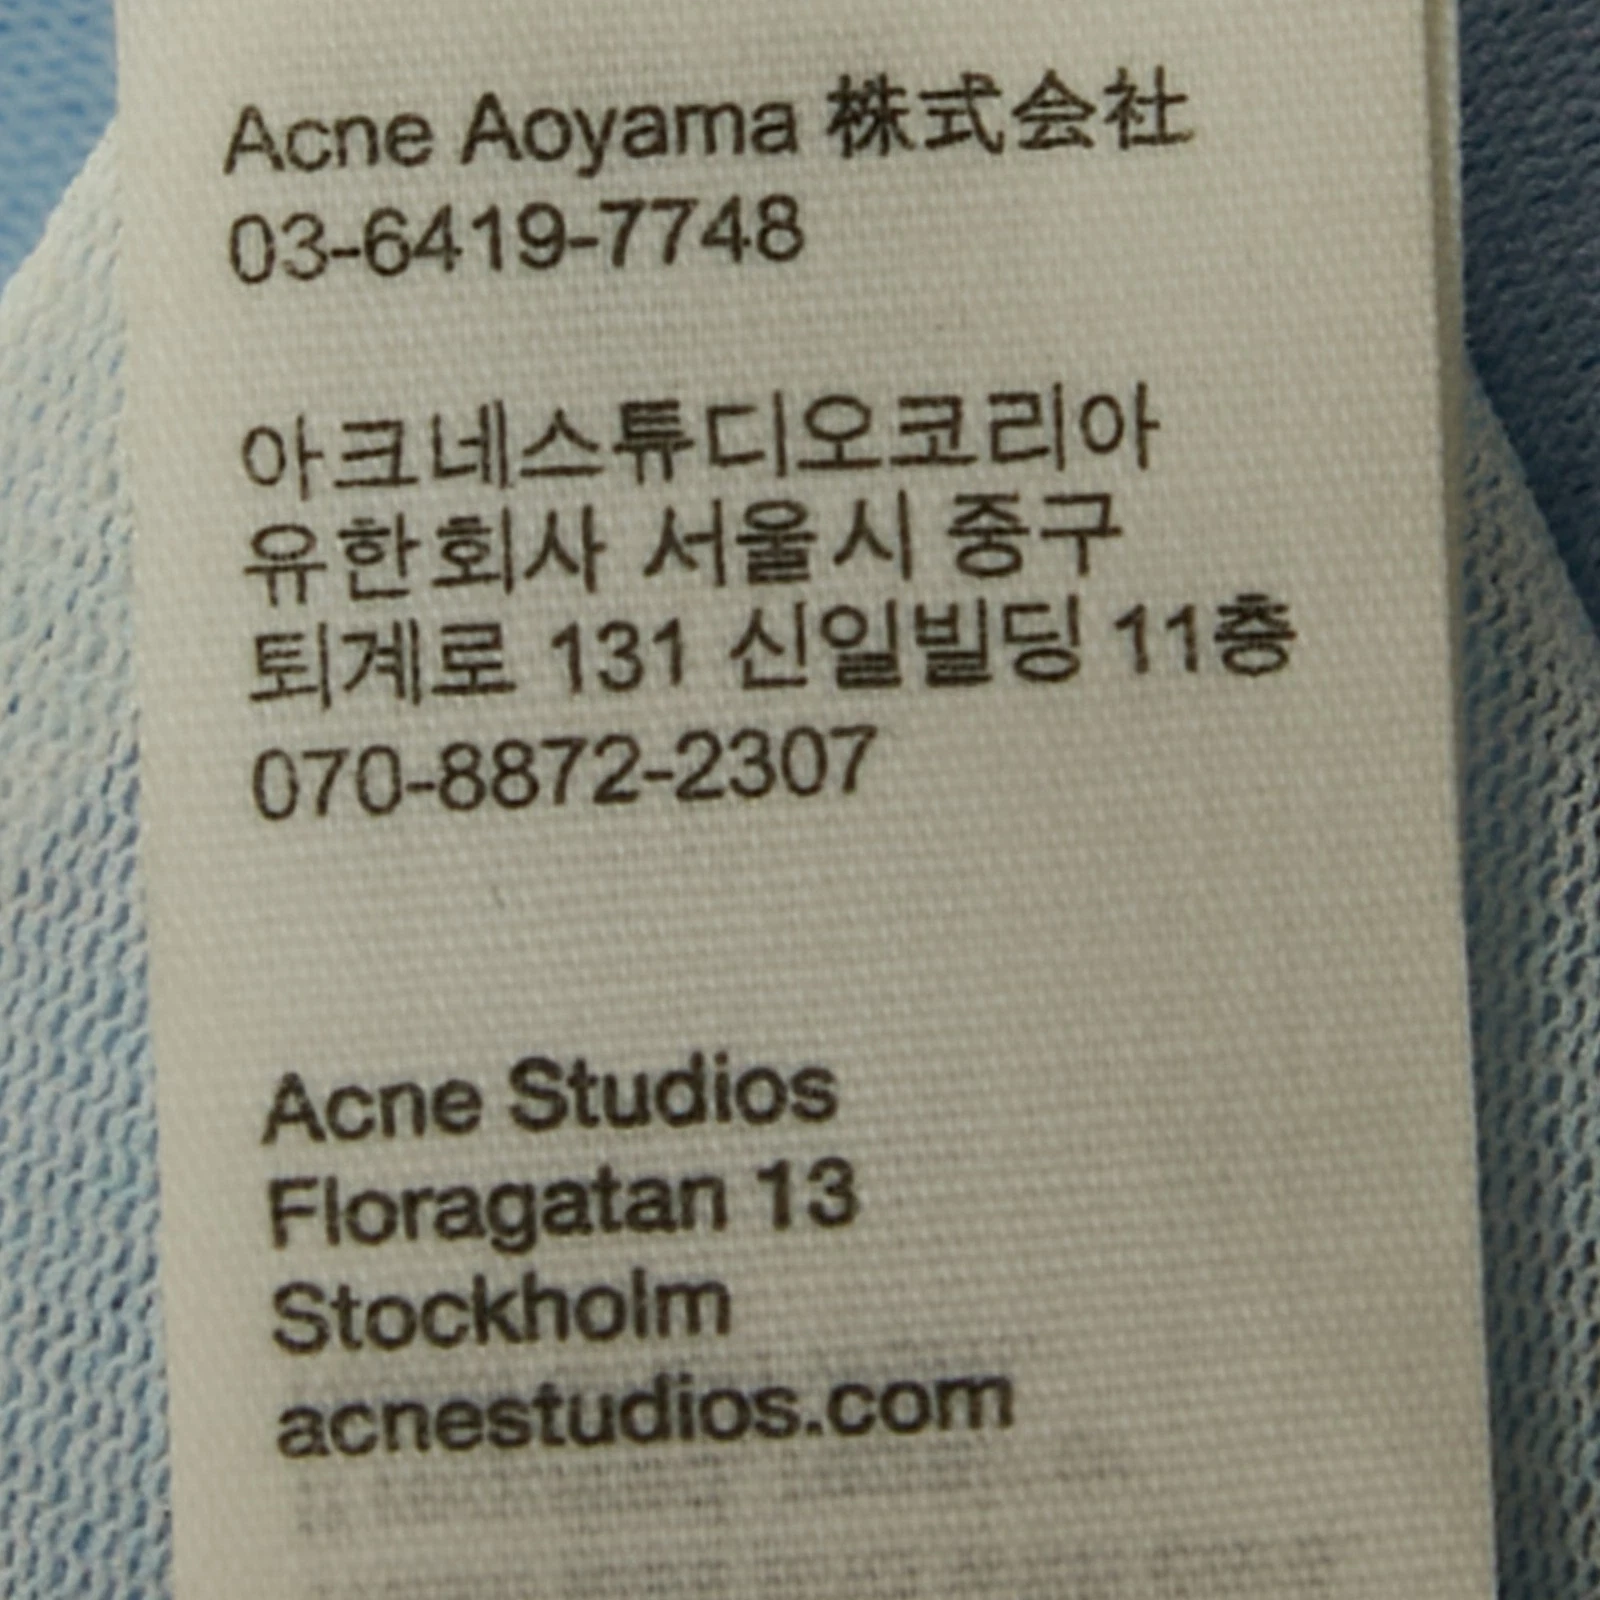 Acne Aoyama 株式会社
03-6419-7748
아크네스튜디오코리아
유한회사 서울시 중구
퇴계로 131 신일빌딩 11층
070-8872-2307
Acne Studios
Floragatan 13
Stockholm
acnestudios.com